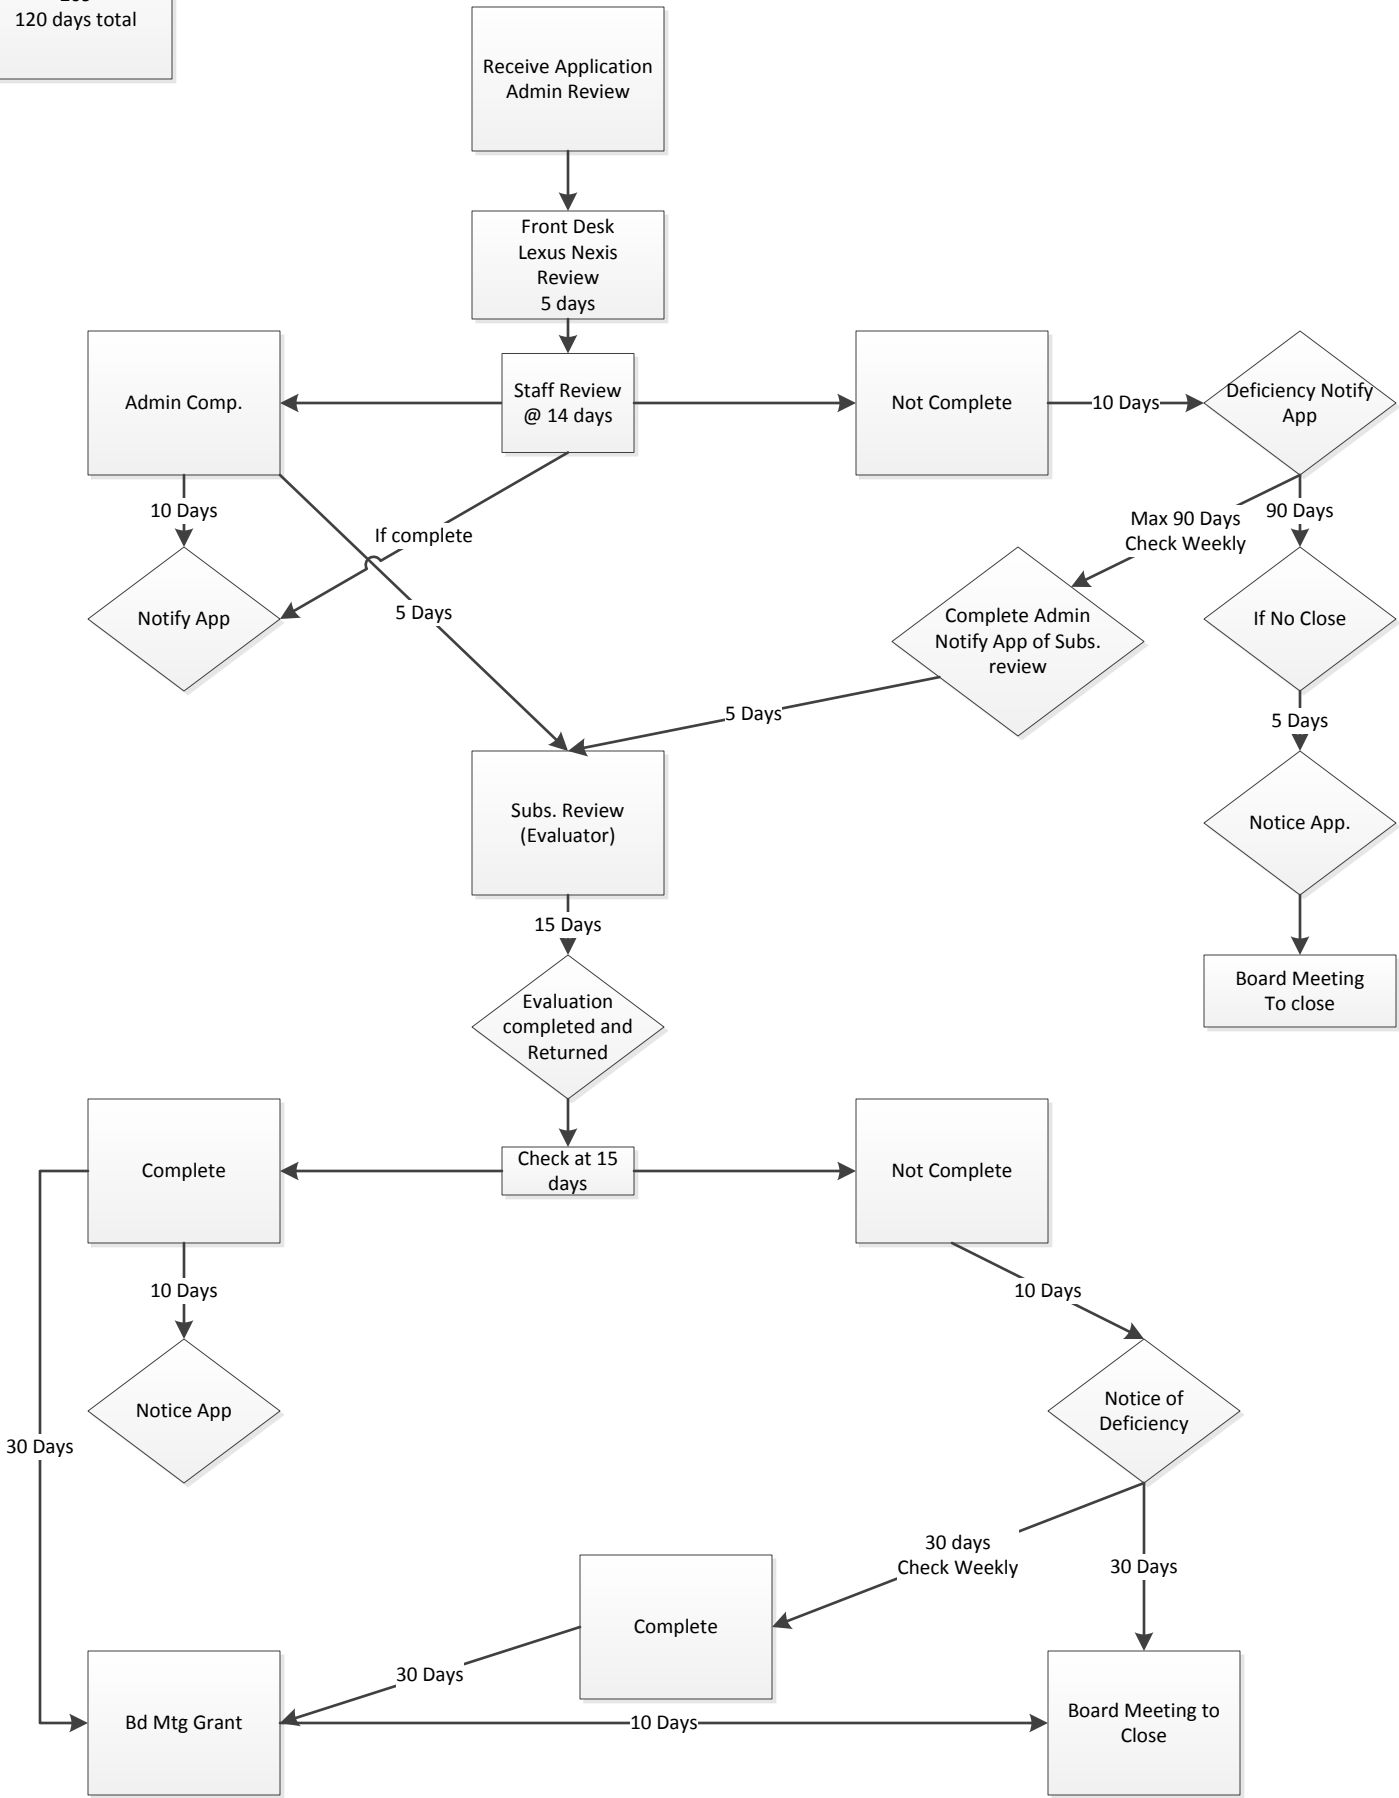 120 days total
Receive Application
Admin Review
Front Desk
Lexus Nexis
Review
5 days
Admin Comp.
Staff Review
@ 14 days
Not Complete
10 Days
Deficiency Notify
App
10 Days
If complete
Max 90 Days
Check Weekly
90 Days
Notify App
5 Days
Complete Admin
Notify App of Subs.
review
If No Close
5 Days
5 Days
Subs. Review
(Evaluator)
Notice App.
15 Days
Evaluation
completed and
Returned
Board Meeting
To close
Complete
Check at 15
days
Not Complete
10 Days
10 Days
Notice App
Notice of
Deficiency
30 Days
30 days
Check Weekly
30 Days
Complete
30 Days
Bd Mtg Grant
10 Days
Board Meeting to
Close